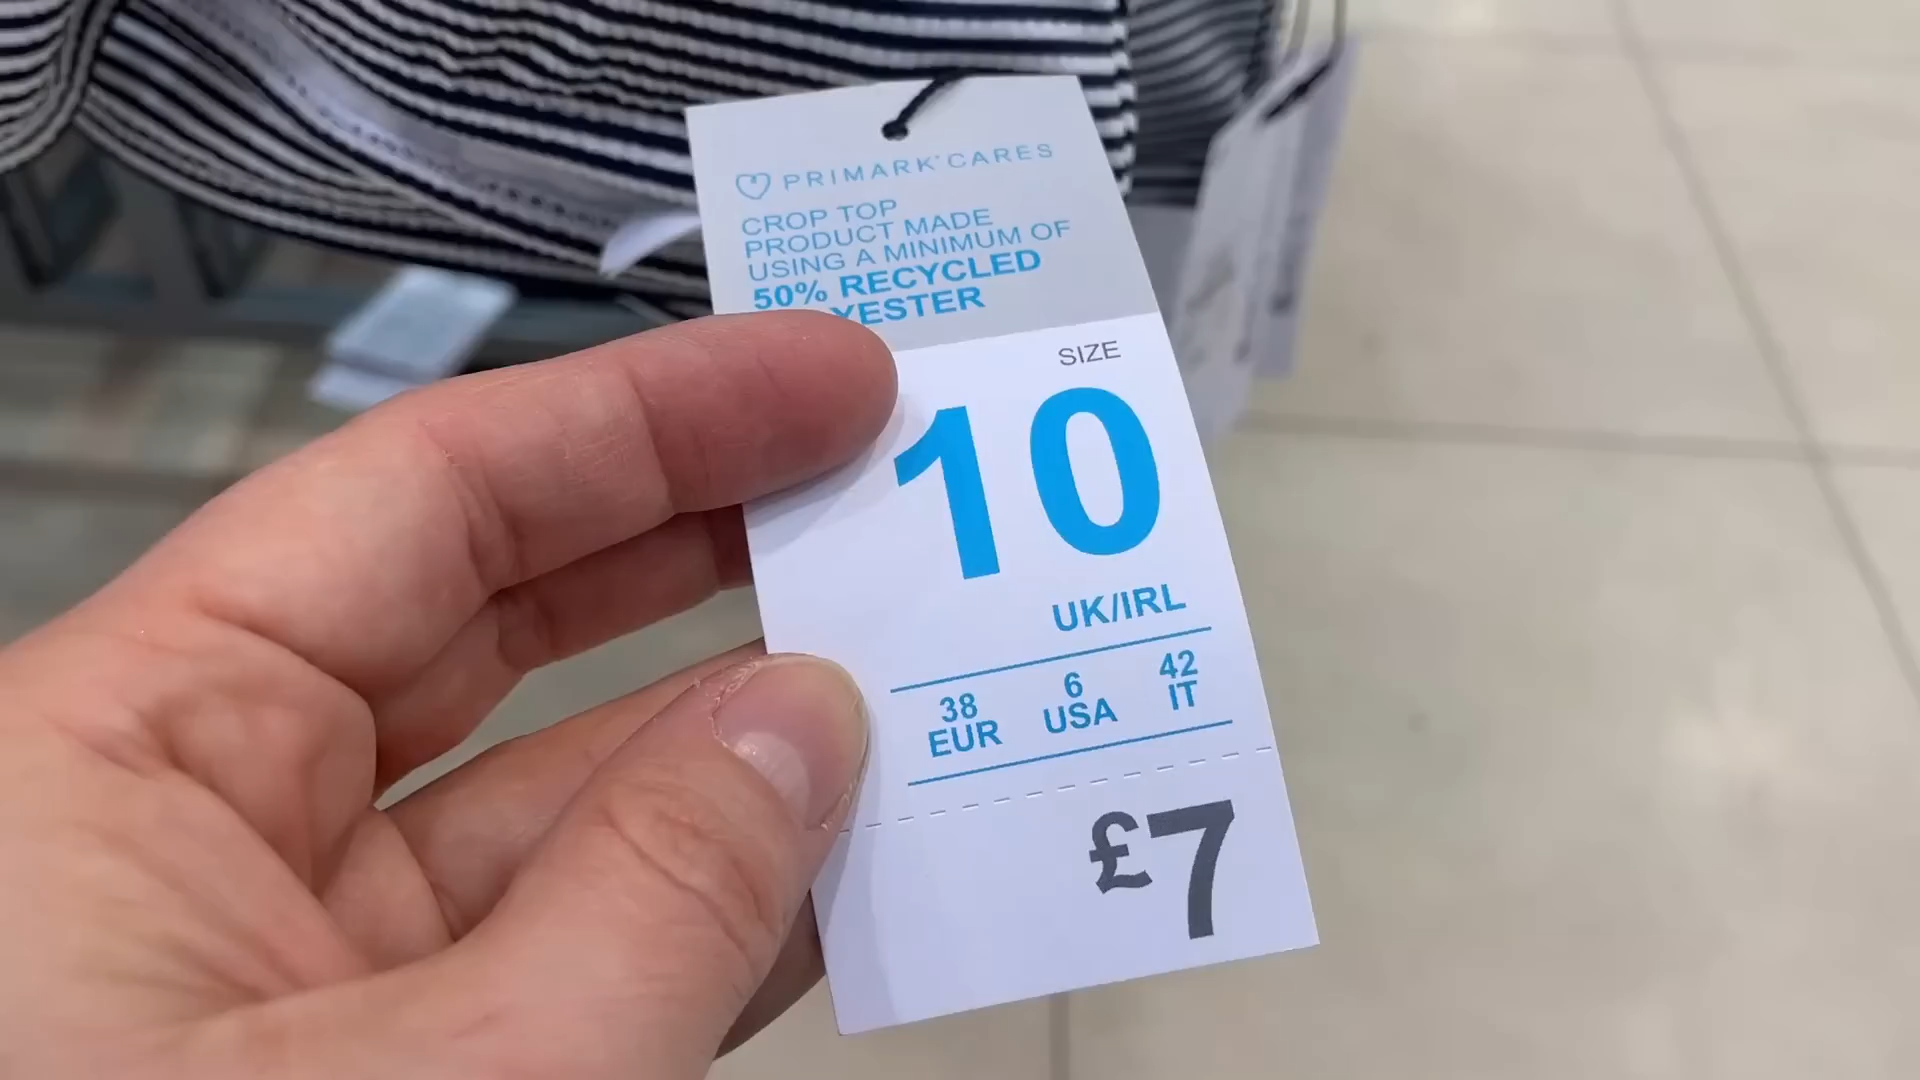 PRIMARK® CARES
CROP TOP
PRODUCT MADE
USING A MINIMUM OF
50% RECYCLED
YESTER
SIZE
10
UK/IRL
38 6 42
EUR USA IT
£7